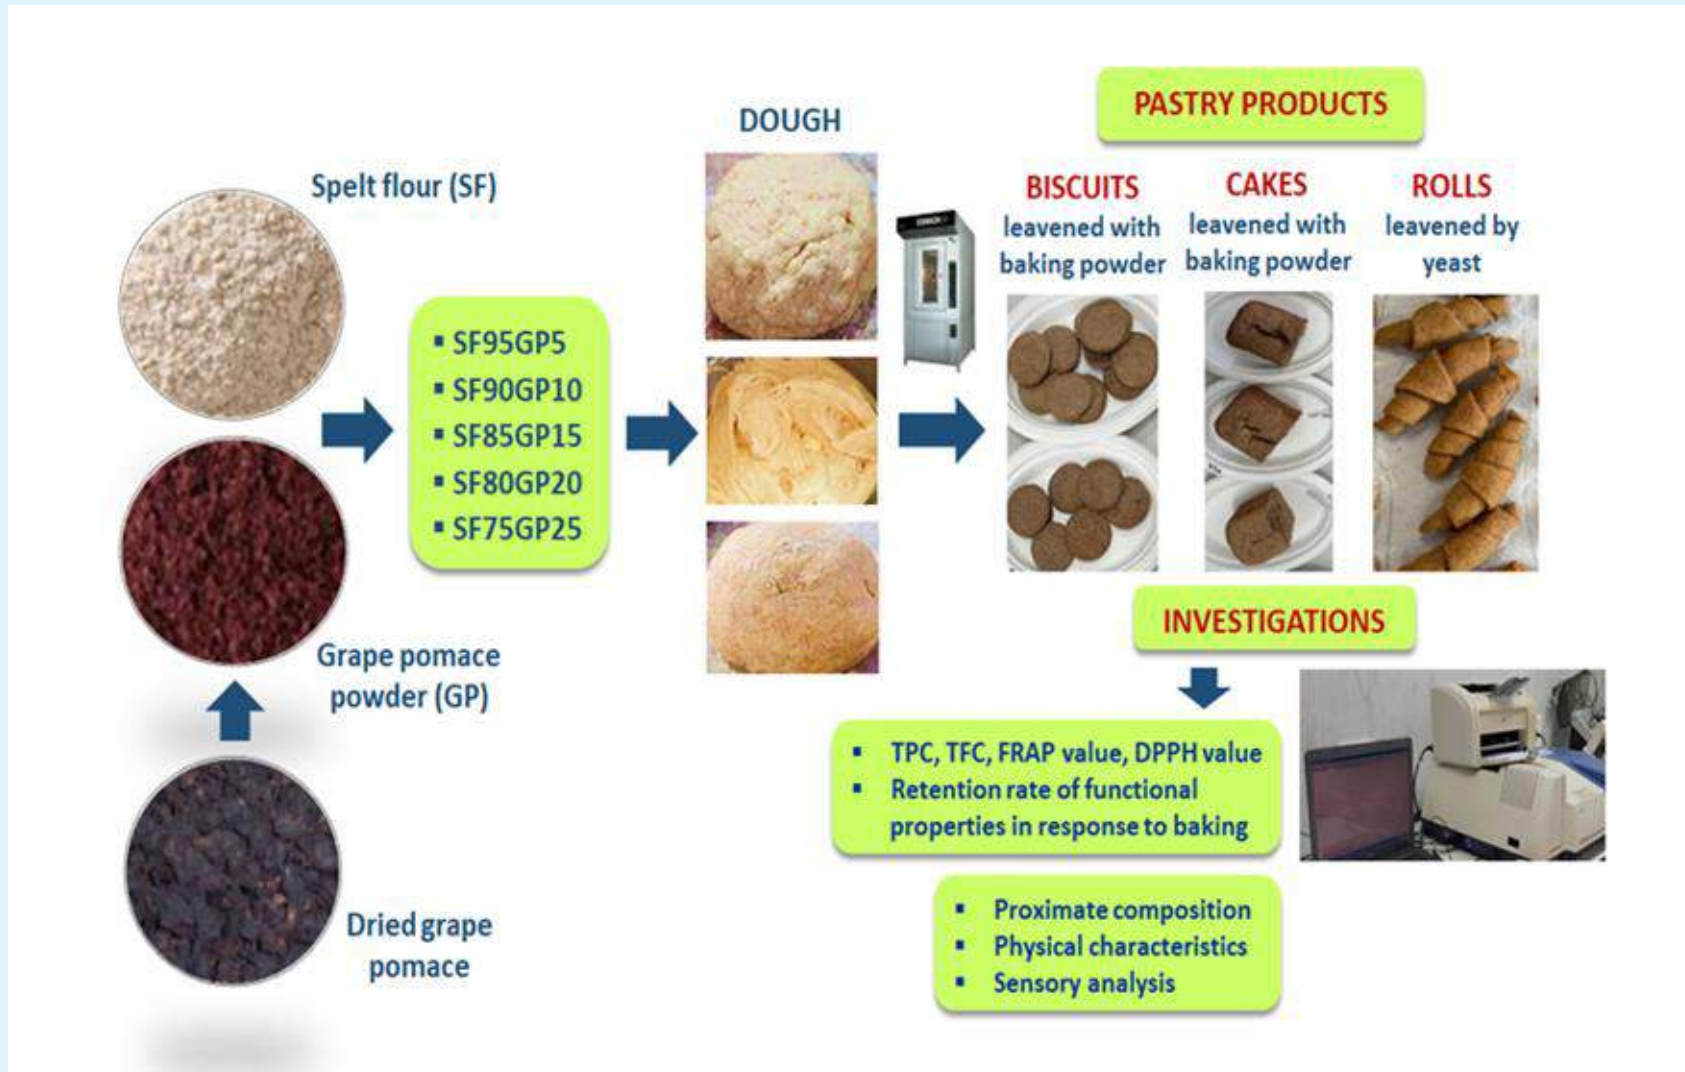 Spelt flour (SF)
Grape pomace
powder (GP)
Dried grape
pomace
▪ SF95GP5
▪ SF90GP10
▪ SF85GP15
▪ SF80GP20
▪ SF75GP25
DOUGH
PASTRY PRODUCTS
BISCUITS
leavened with
baking powder
CAKES
leavened with
baking powder
ROLLS
leavened by
yeast
INVESTIGATIONS
▪ TPC, TFC, FRAP value, DPPH value
▪ Retention rate of functional
properties in response to baking
▪ Proximate composition
▪ Physical characteristics
▪ Sensory analysis